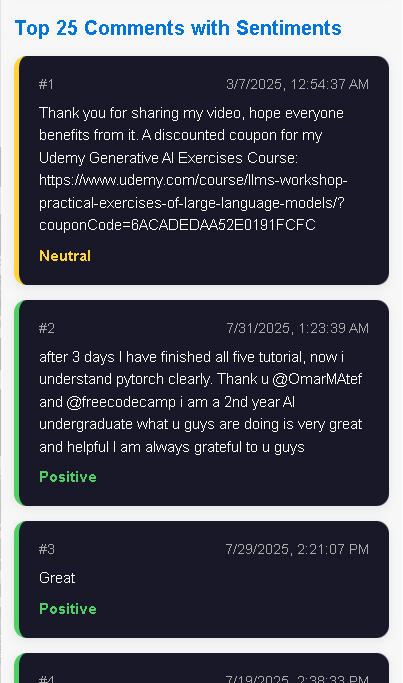 Top 25 Comments with Sentiments
#1 3/7/2025, 12:54:37 AM
Thank you for sharing my video, hope everyone
benefits from it. A discounted coupon for my
Udemy Generative AI Exercises Course:
https://www.udemy.com/course/llms-workshop-
practical-exercises-of-large-language-models/?
couponCode=6ACADEDAA52E0191FCFC
Neutral
#2 7/31/2025, 1:23:39 AM
after 3 days I have finished all five tutorial, now i
understand pytorch clearly. Thank u @OmarMAtef
and @freecodecamp i am a 2nd year AI
undergraduate what u guys are doing is very great
and helpful I am always grateful to u guys
Positive
#3 7/29/2025, 2:21:07 PM
Great
Positive
#4 7/19/2025, 2:38:33 PM